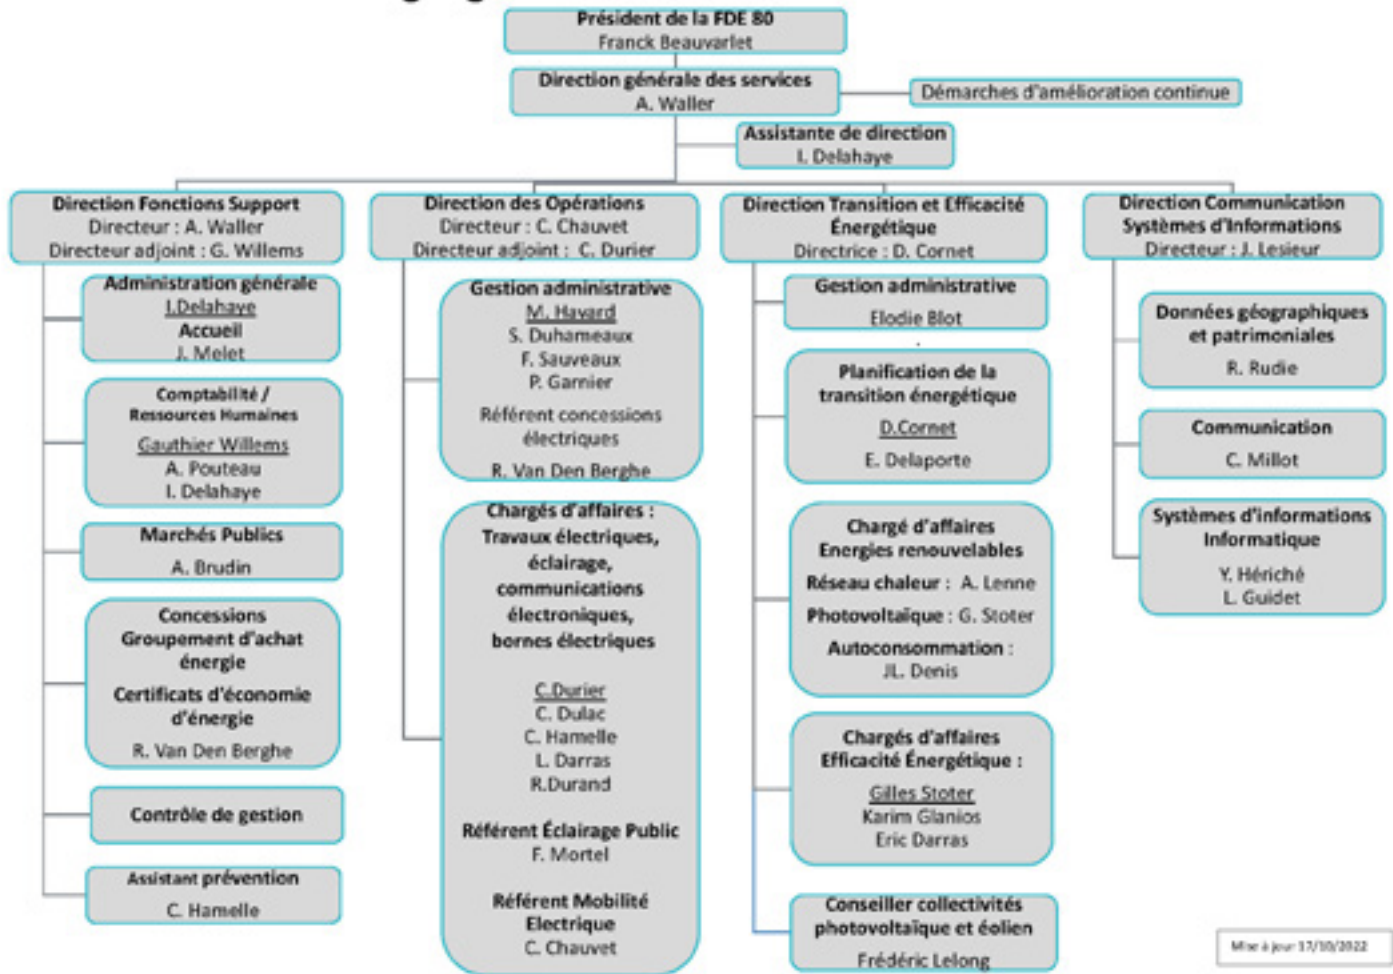 Président de la FDE 80
Franck Beauvarlet
Direction générale des services
A. Waller
Démarches d'amélioration continue
Assistante de direction
I. Delahaye
Direction Fonctions Support
Directeur : A. Waller
Directeur adjoint : G. Willems
Administration générale
I.Delahaye
Accueil
J. Melet
Comptabilité /
Ressources Humaines
Gauthier Willems
A. Pouteau
I. Delahaye
Marchés Publics
A. Brudin
Concessions
Groupement d'achat
énergie
Certificats d'économie
d'énergie
R. Van Den Berghe
Contrôle de gestion
Assistant prévention
C. Hamelle
Direction des Opérations
Directeur : C. Chauvet
Directeur adjoint : C. Durier
Gestion administrative
M. Havard
S. Duhameaux
F. Sauveaux
P. Garnier
Référent concessions
électriques
R. Van Den Berghe
Chargés d'affaires :
Travaux électriques,
éclairage,
communications
électroniques,
bornes électriques
C.Durier
C. Dulac
C. Hamelle
L. Darras
R.Durand
Référent Éclairage Public
F. Mortel
Référent Mobilité
Electrique
C. Chauvet
Direction Transition et Efficacité
Énergétique
Directrice : D. Cornet
Gestion administrative
Elodie Blot
Planification de la
transition énergétique
D.Cornet
E. Delaporte
Chargé d'affaires
Energies renouvelables
Réseau chaleur : A. Lenne
Photovoltaïque : G. Stoter
Autoconsommation :
JL. Denis
Chargés d'affaires
Efficacité Énergétique :
Gilles Stoter
Karim Glanios
Eric Darras
Conseiller collectivités
photovoltaïque et éolien
Frédéric Lelong
Direction Communication
Systèmes d'Informations
Directeur : J. Lesieur
Données géographiques
et patrimoniales
R. Rudie
Communication
C. Millot
Systèmes d'informations
Informatique
Y. Hériché
L. Guidet
Mise à jour 17/10/2022